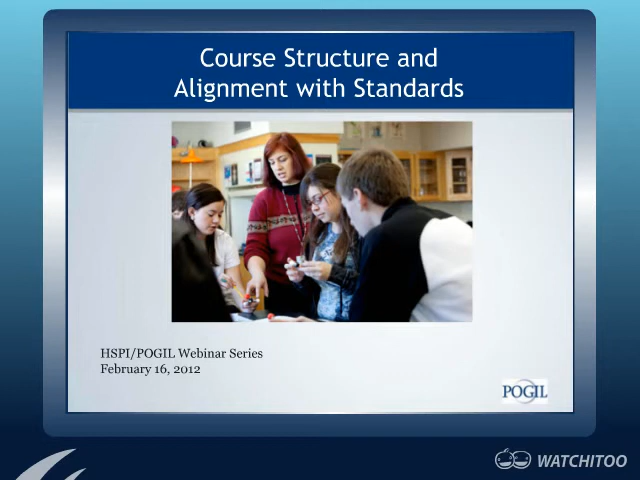 Course Structure and
Alignment with Standards
HSPI/POGIL Webinar Series
February 16, 2012
POGIL
WATCHITOO